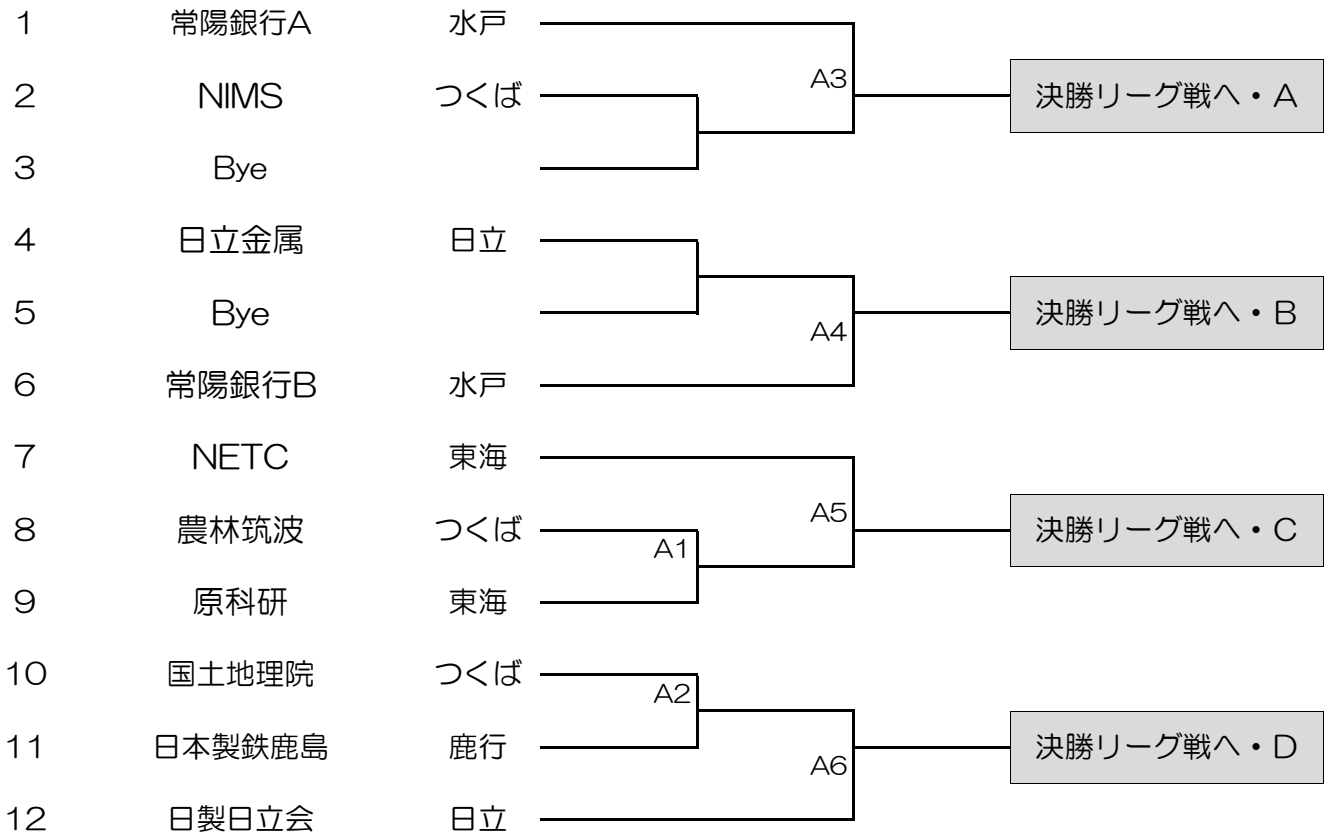 1 常陽銀行A 水戸
A3
2 NIMS つくば 決勝リーグ戦へ・A
3 Bye
4 日立金属 日立
5 Bye 決勝リーグ戦へ・B
A4
6 常陽銀行B 水戸
7 NETC 東海
A5
8 農林筑波 つくば 決勝リーグ戦へ・C
A1
9 原科研 東海
10 国土地理院 つくば
A2
11 日本製鉄鹿島 鹿行 決勝リーグ戦へ・D
A6
12 日製日立会 日立